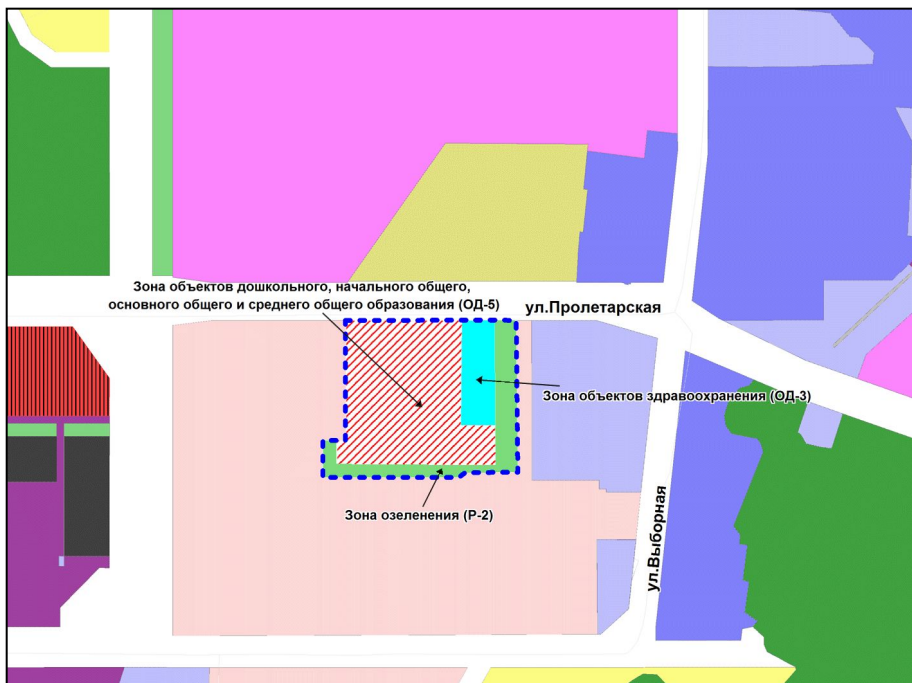 Зона объектов дошкольного, начального общего,
основного общего и среднего общего образования (ОД-5)
ул.Пролетарская
Зона объектов здравоохранения (ОД-3)
Зона озеленения (Р-2)
ул.Выборная